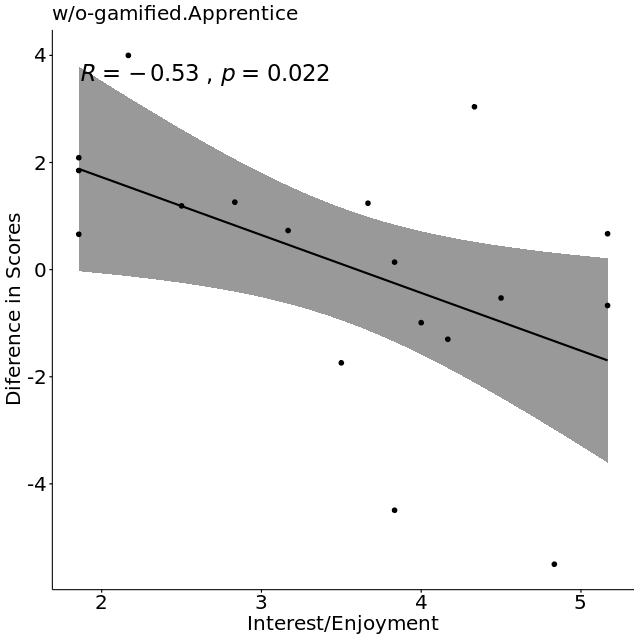 w/o-gamified.Apprentice
R = −0.53 , p = 0.022
Diference in Scores
4
2
0
-2
-4
2 3 4 5
Interest/Enjoyment